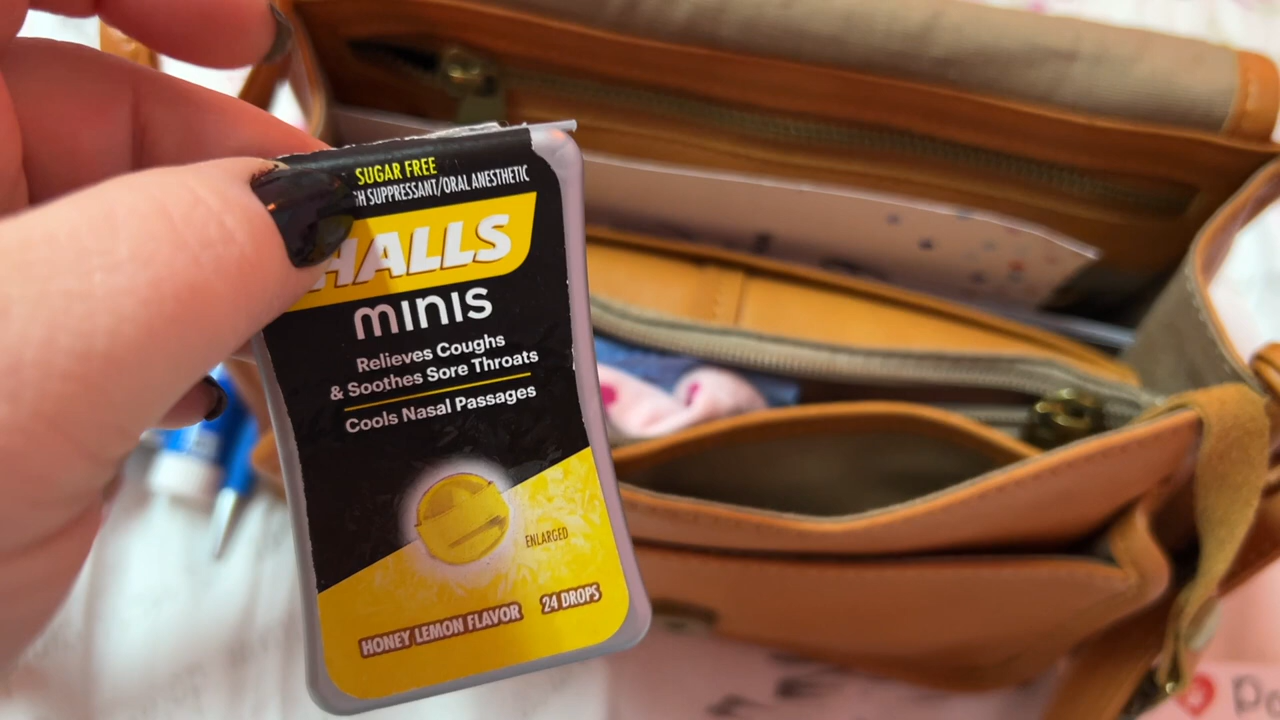 SUGAR FREE
SUPPRESSANT/ORAL ANESTHETIC
HALLS
minis
Relieves Coughs
& Soothes Sore Throats
Cools Nasal Passages
ENLARGED
HONEY LEMON FLAVOR 24 DROPS